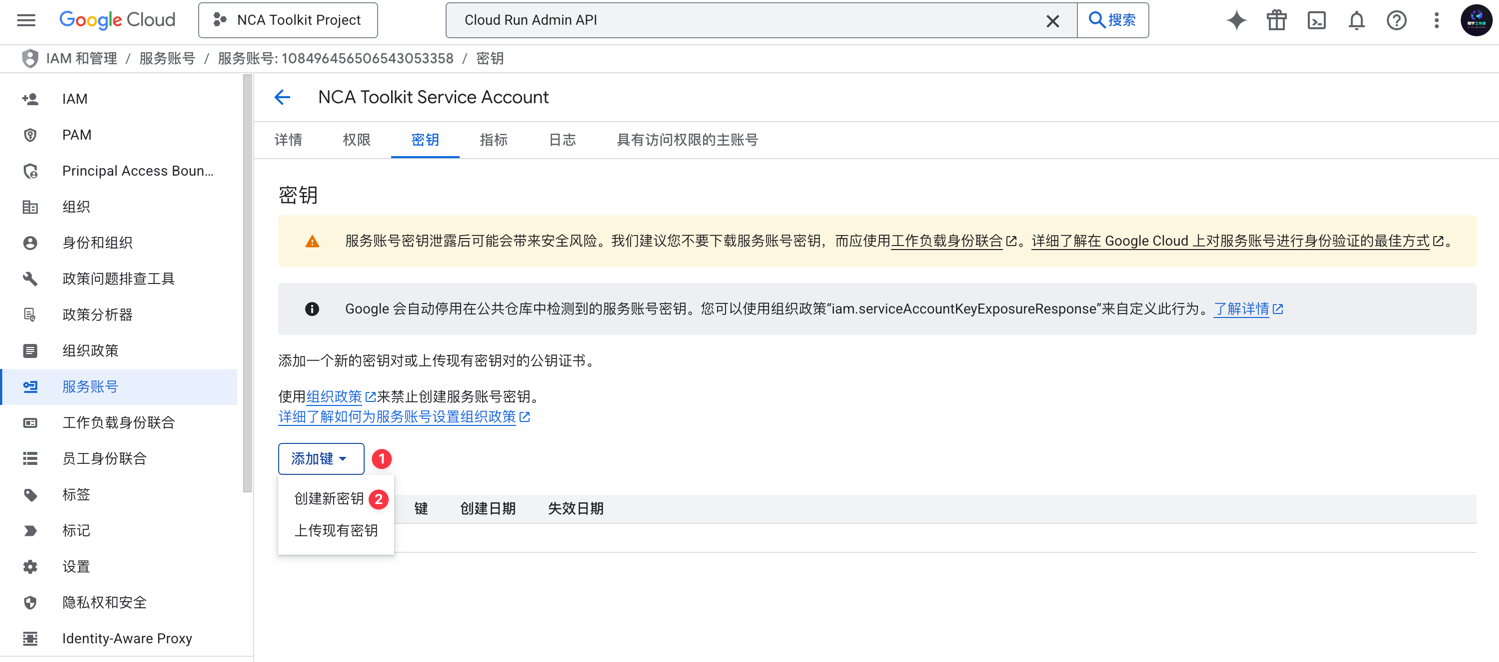 Google Cloud
NCA Toolkit Project
Cloud Run Admin API
搜索
IAM 和管理 / 服务账号 / 服务账号: 108496456506543053358 / 密钥
IAM
PAM
Principal Access Boun...
组织
身份和组织
政策问题排查工具
政策分析器
组织政策
服务账号
工作负载身份联合
员工身份联合
标签
标记
设置
隐私权和安全
Identity-Aware Proxy
NCA Toolkit Service Account
详情 权限 密钥 指标 日志 具有访问权限的主账号
密钥
服务账号密钥泄露后可能会带来安全风险。我们建议您不要下载服务账号密钥，而应使用工作负载身份联合。详细了解在 Google Cloud 上对服务账号进行身份验证的最佳方式。
Google 会自动停用在公共仓库中检测到的服务账号密钥。您可以使用组织政策“iam.serviceAccountKeyExposureResponse”来自定义此行为。了解详情
添加一个新的密钥对或上传现有密钥对的公钥证书。
使用组织政策来禁止创建服务账号密钥。
详细了解如何为服务账号设置组织政策
添加键 1
创建新密钥 2
上传现有密钥
键 创建日期 失效日期